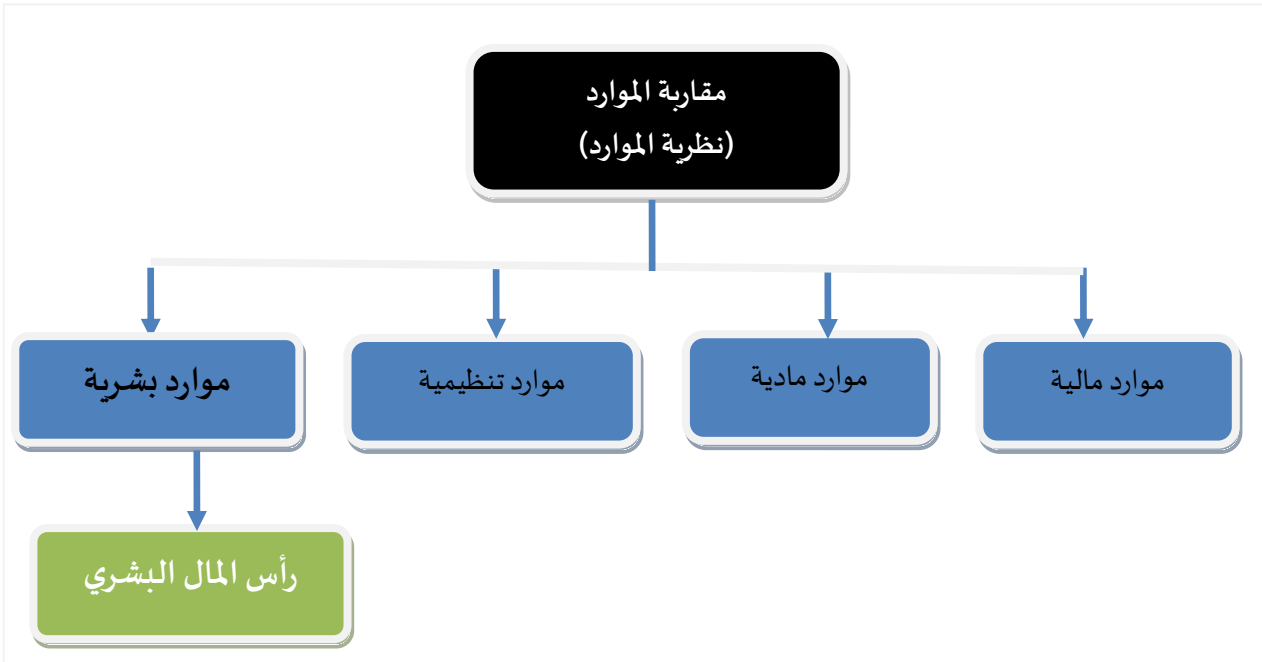 مقاربة الموارد
(نظرية الموارد)
موارد مالية
موارد مادية
موارد تنظيمية
موارد بشرية
رأس المال البشري